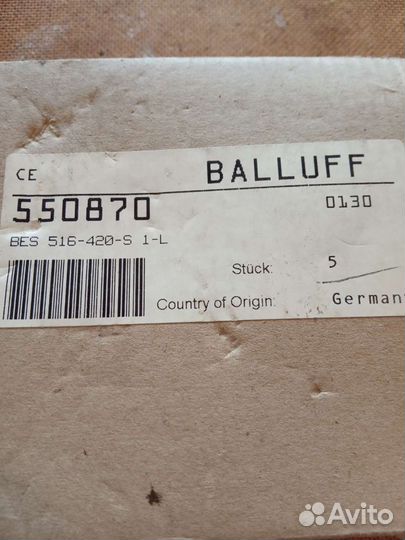 CE BALLUFF
550870 0130
BES 516-420-S 1-L
Stück: 5
Country of Origin: German
Avito